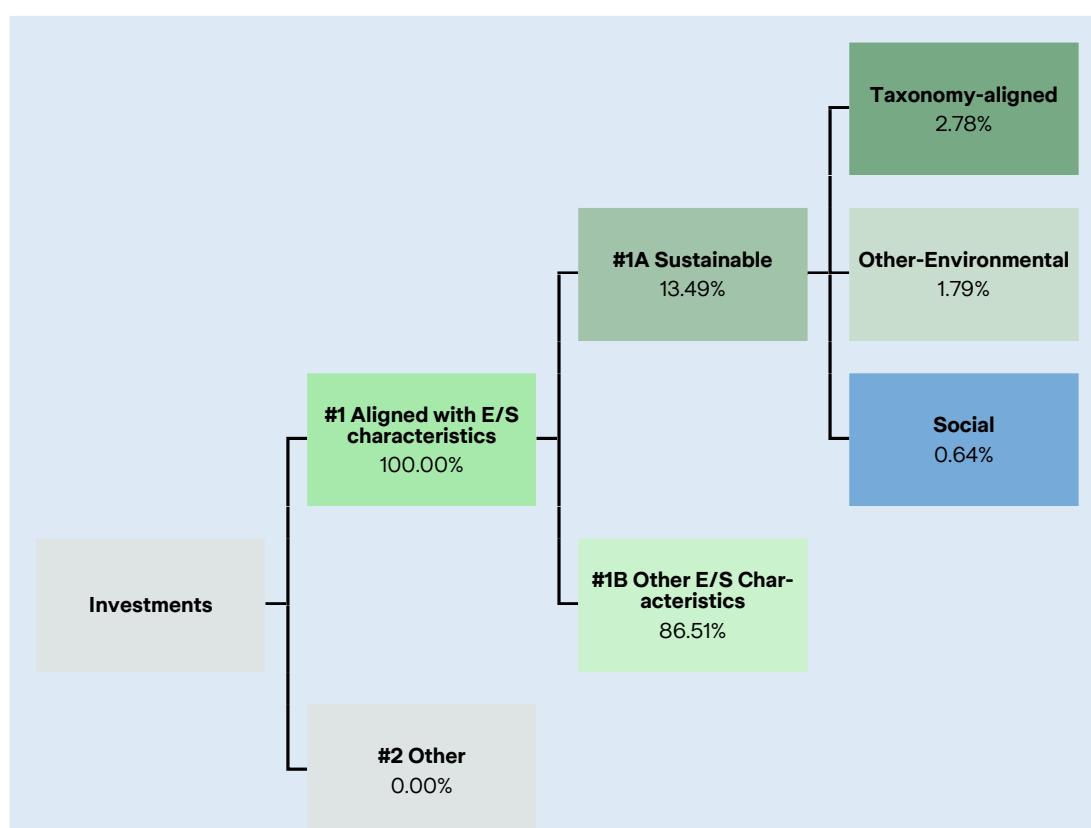 Taxonomy-aligned
2.78%
#1A Sustainable
13.49%
Other-Environmental
1.79%
#1 Aligned with E/S
characteristics
100.00%
Social
0.64%
Investments
#1B Other E/S Char-
acteristics
86.51%
#2 Other
0.00%